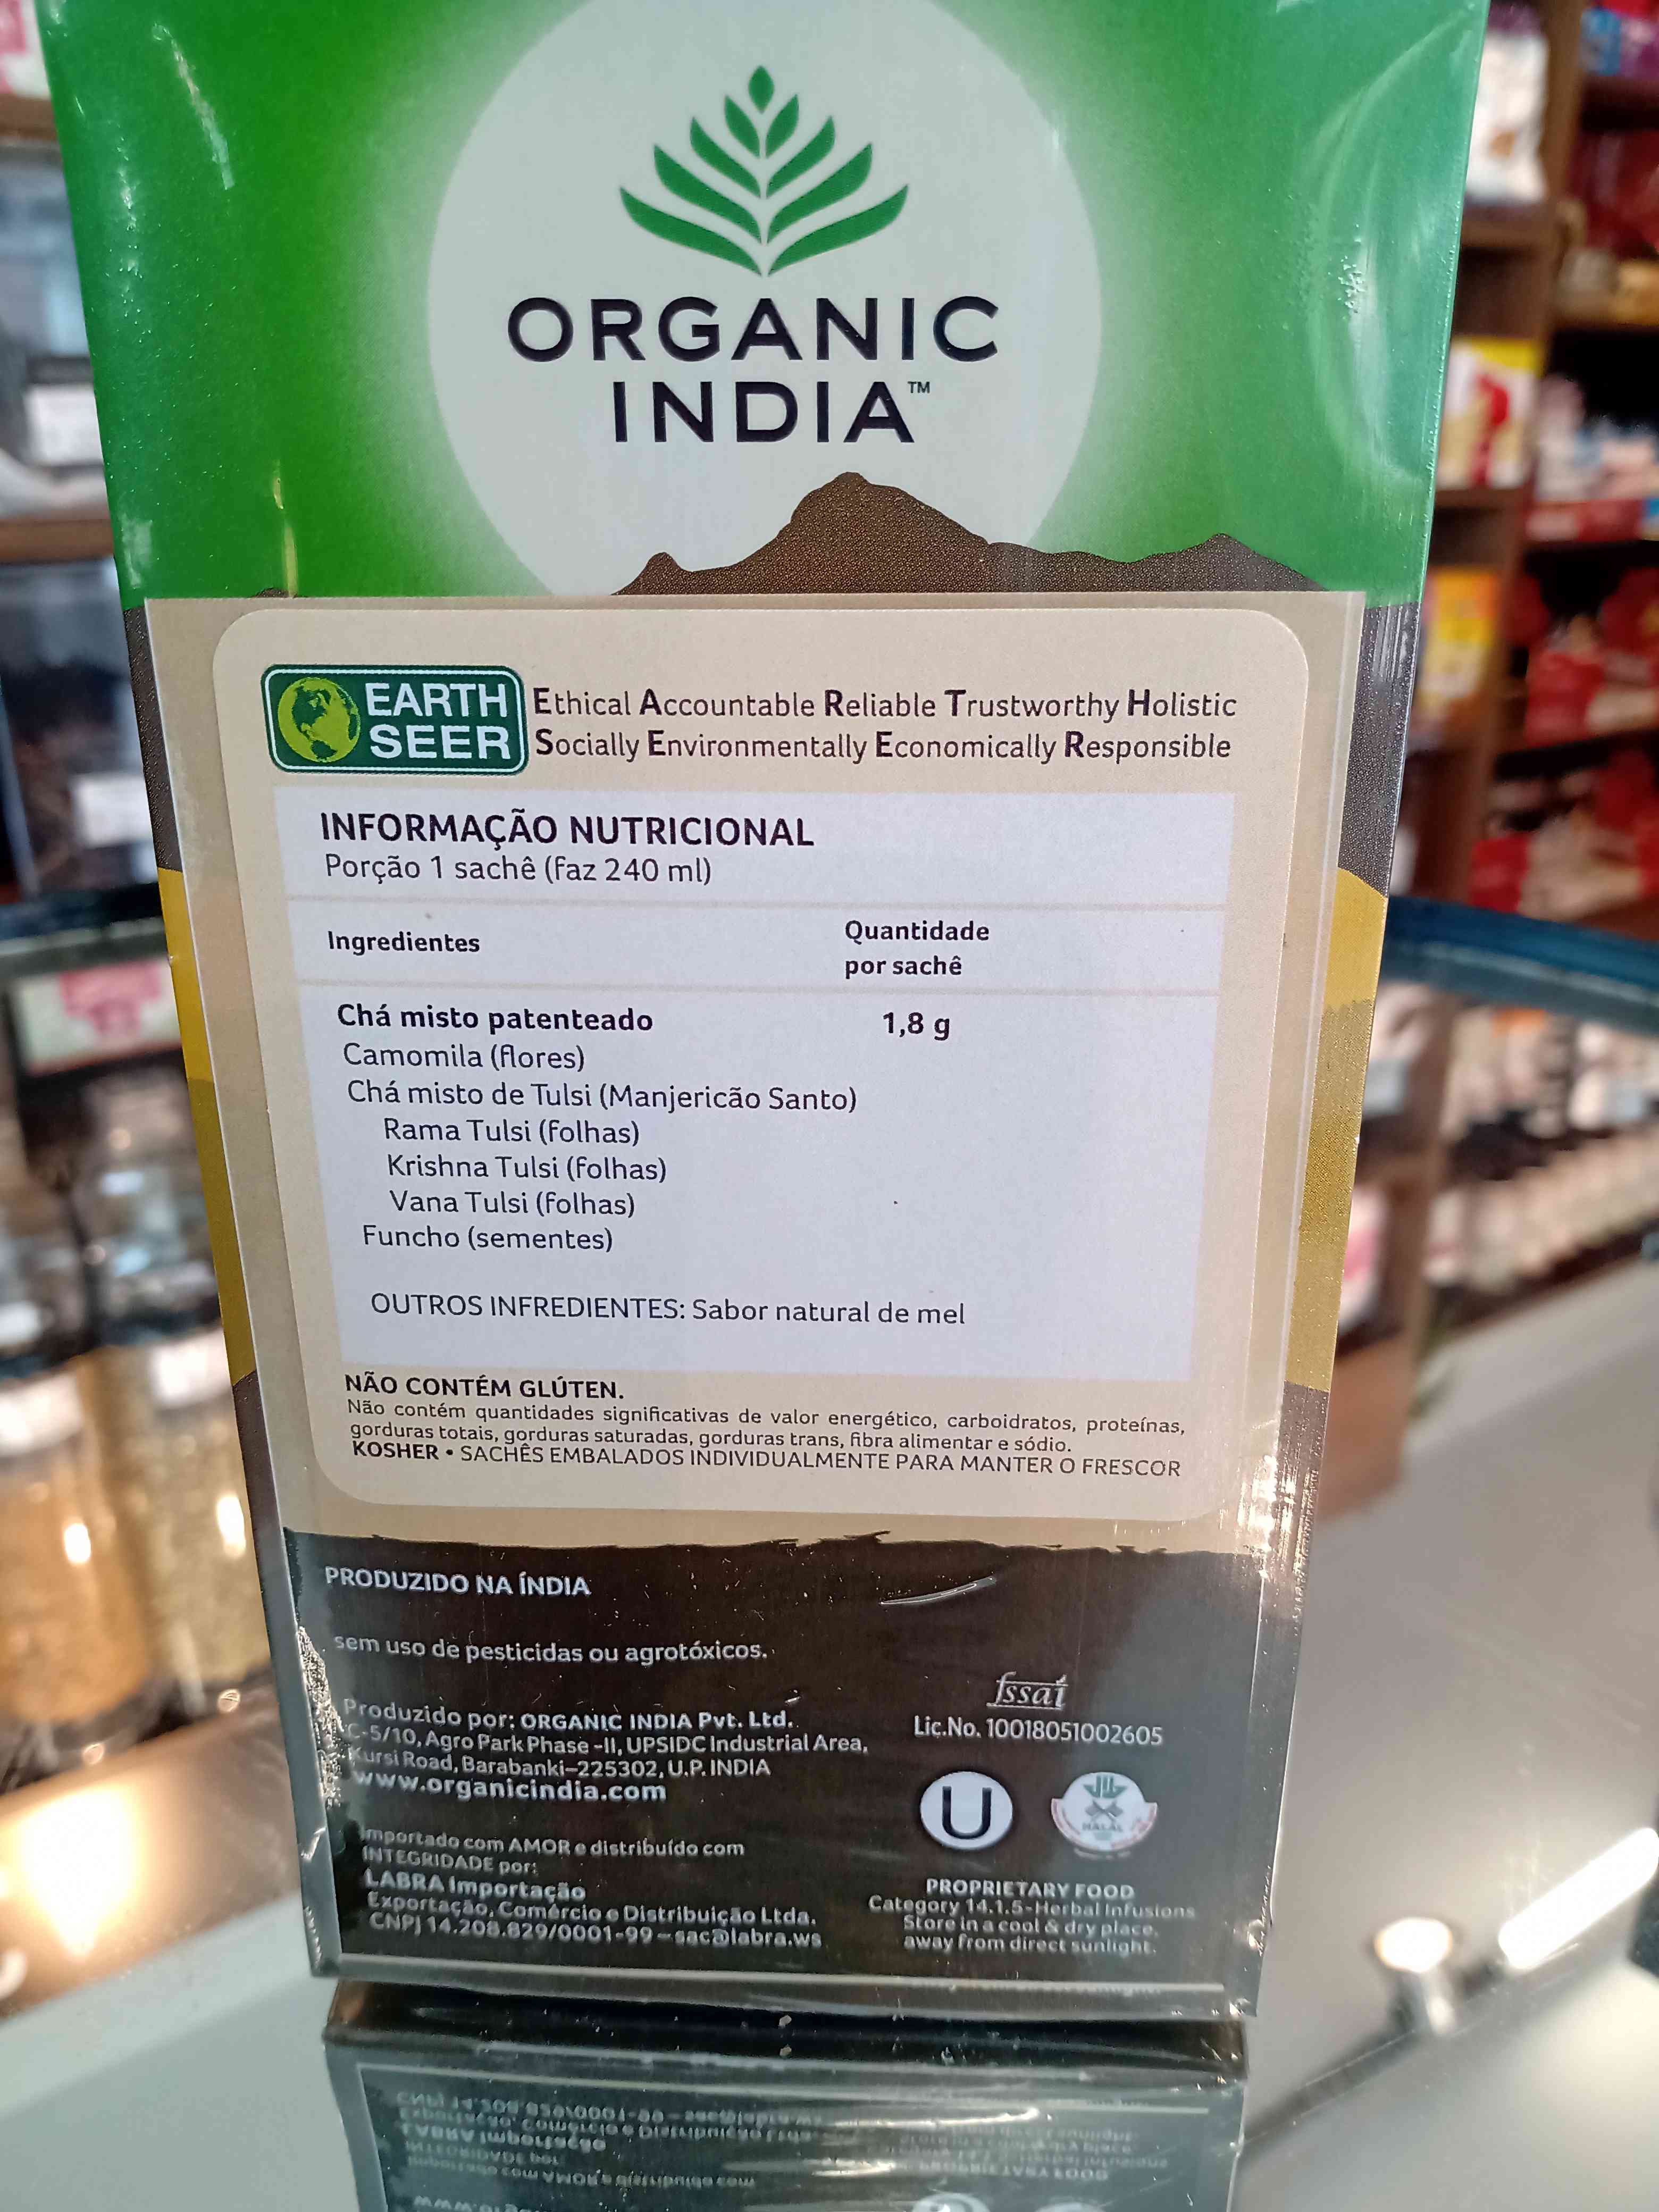 ORGANIC
INDIA™
EARTH
SEER
Ethical Accountable Reliable Trustworthy Holistic
Socially Environmentally Economically Responsible
INFORMAÇÃO NUTRICIONAL
Porção 1 sachê (faz 240 ml)
Ingredientes
Quantidade
por sachê
Chá misto patenteado 1,8 g
Camomila (flores)
Chá misto de Tulsi (Manjericão Santo)
Rama Tulsi (folhas)
Krishna Tulsi (folhas)
Vana Tulsi (folhas)
Funcho (sementes)
OUTROS INFREDIENTES: Sabor natural de mel
NÃO CONTÉM GLÚTEN.
Não contém quantidades significativas de valor energético, carboidratos, proteínas,
gorduras totais, gorduras saturadas, gorduras trans, fibra alimentar e sódio.
KOSHER • SACHÊS EMBALADOS INDIVIDUALMENTE PARA MANTER O FRESCOR
PRODUZIDO NA ÍNDIA
sem uso de pesticidas ou agrotóxicos.
Produzido por: ORGANIC INDIA Pvt. Ltd.
C-5/10, Agro Park Phase -II, UPSIDC Industrial Area,
Kursi Road, Barabanki–225302, U.P. INDIA
www.organicindia.com
Importado com AMOR e distribuído com
INTEGRIDADE por:
LABRA Importação
Exportação, Comércio e Distribuição Ltda.
CNPJ 14.208.829/0001-99 – sac@labra.ws
fssai
Lic.No. 10018051002605
U
HALAL
PROPRIETARY FOOD
Category 14.1.5-Herbal Infusions
Store in a cool & dry place,
away from direct sunlight.